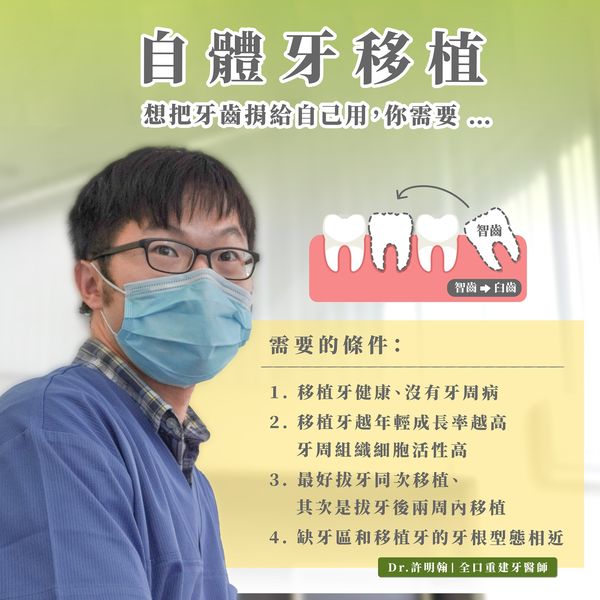 自體牙移植
想把牙齒捐給自己用，你需要 ...
智齒
智齒 ➡ 臼齒
需要的條件：
1. 移植牙健康、沒有牙周病
2. 移植牙越年輕成長率越高
牙周組織細胞活性高
3. 最好拔牙同次移植、
其次是拔牙後兩周內移植
4. 缺牙區和移植牙的牙根型態相近
Dr.許明翰| 全口重建牙醫師